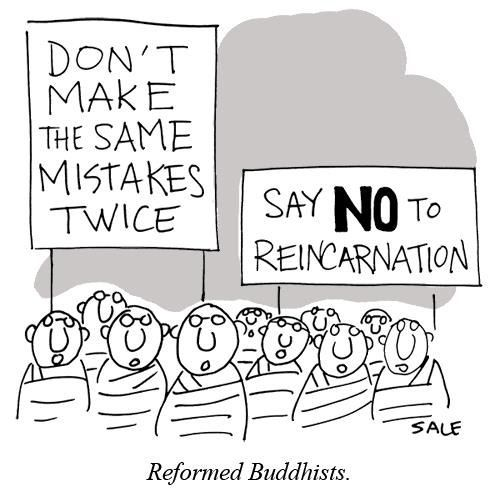 DON'T
MAKE
THE SAME
MISTAKES
TWICE
SAY NO TO
REINCARNATION
SALE
Reformed Buddhists.